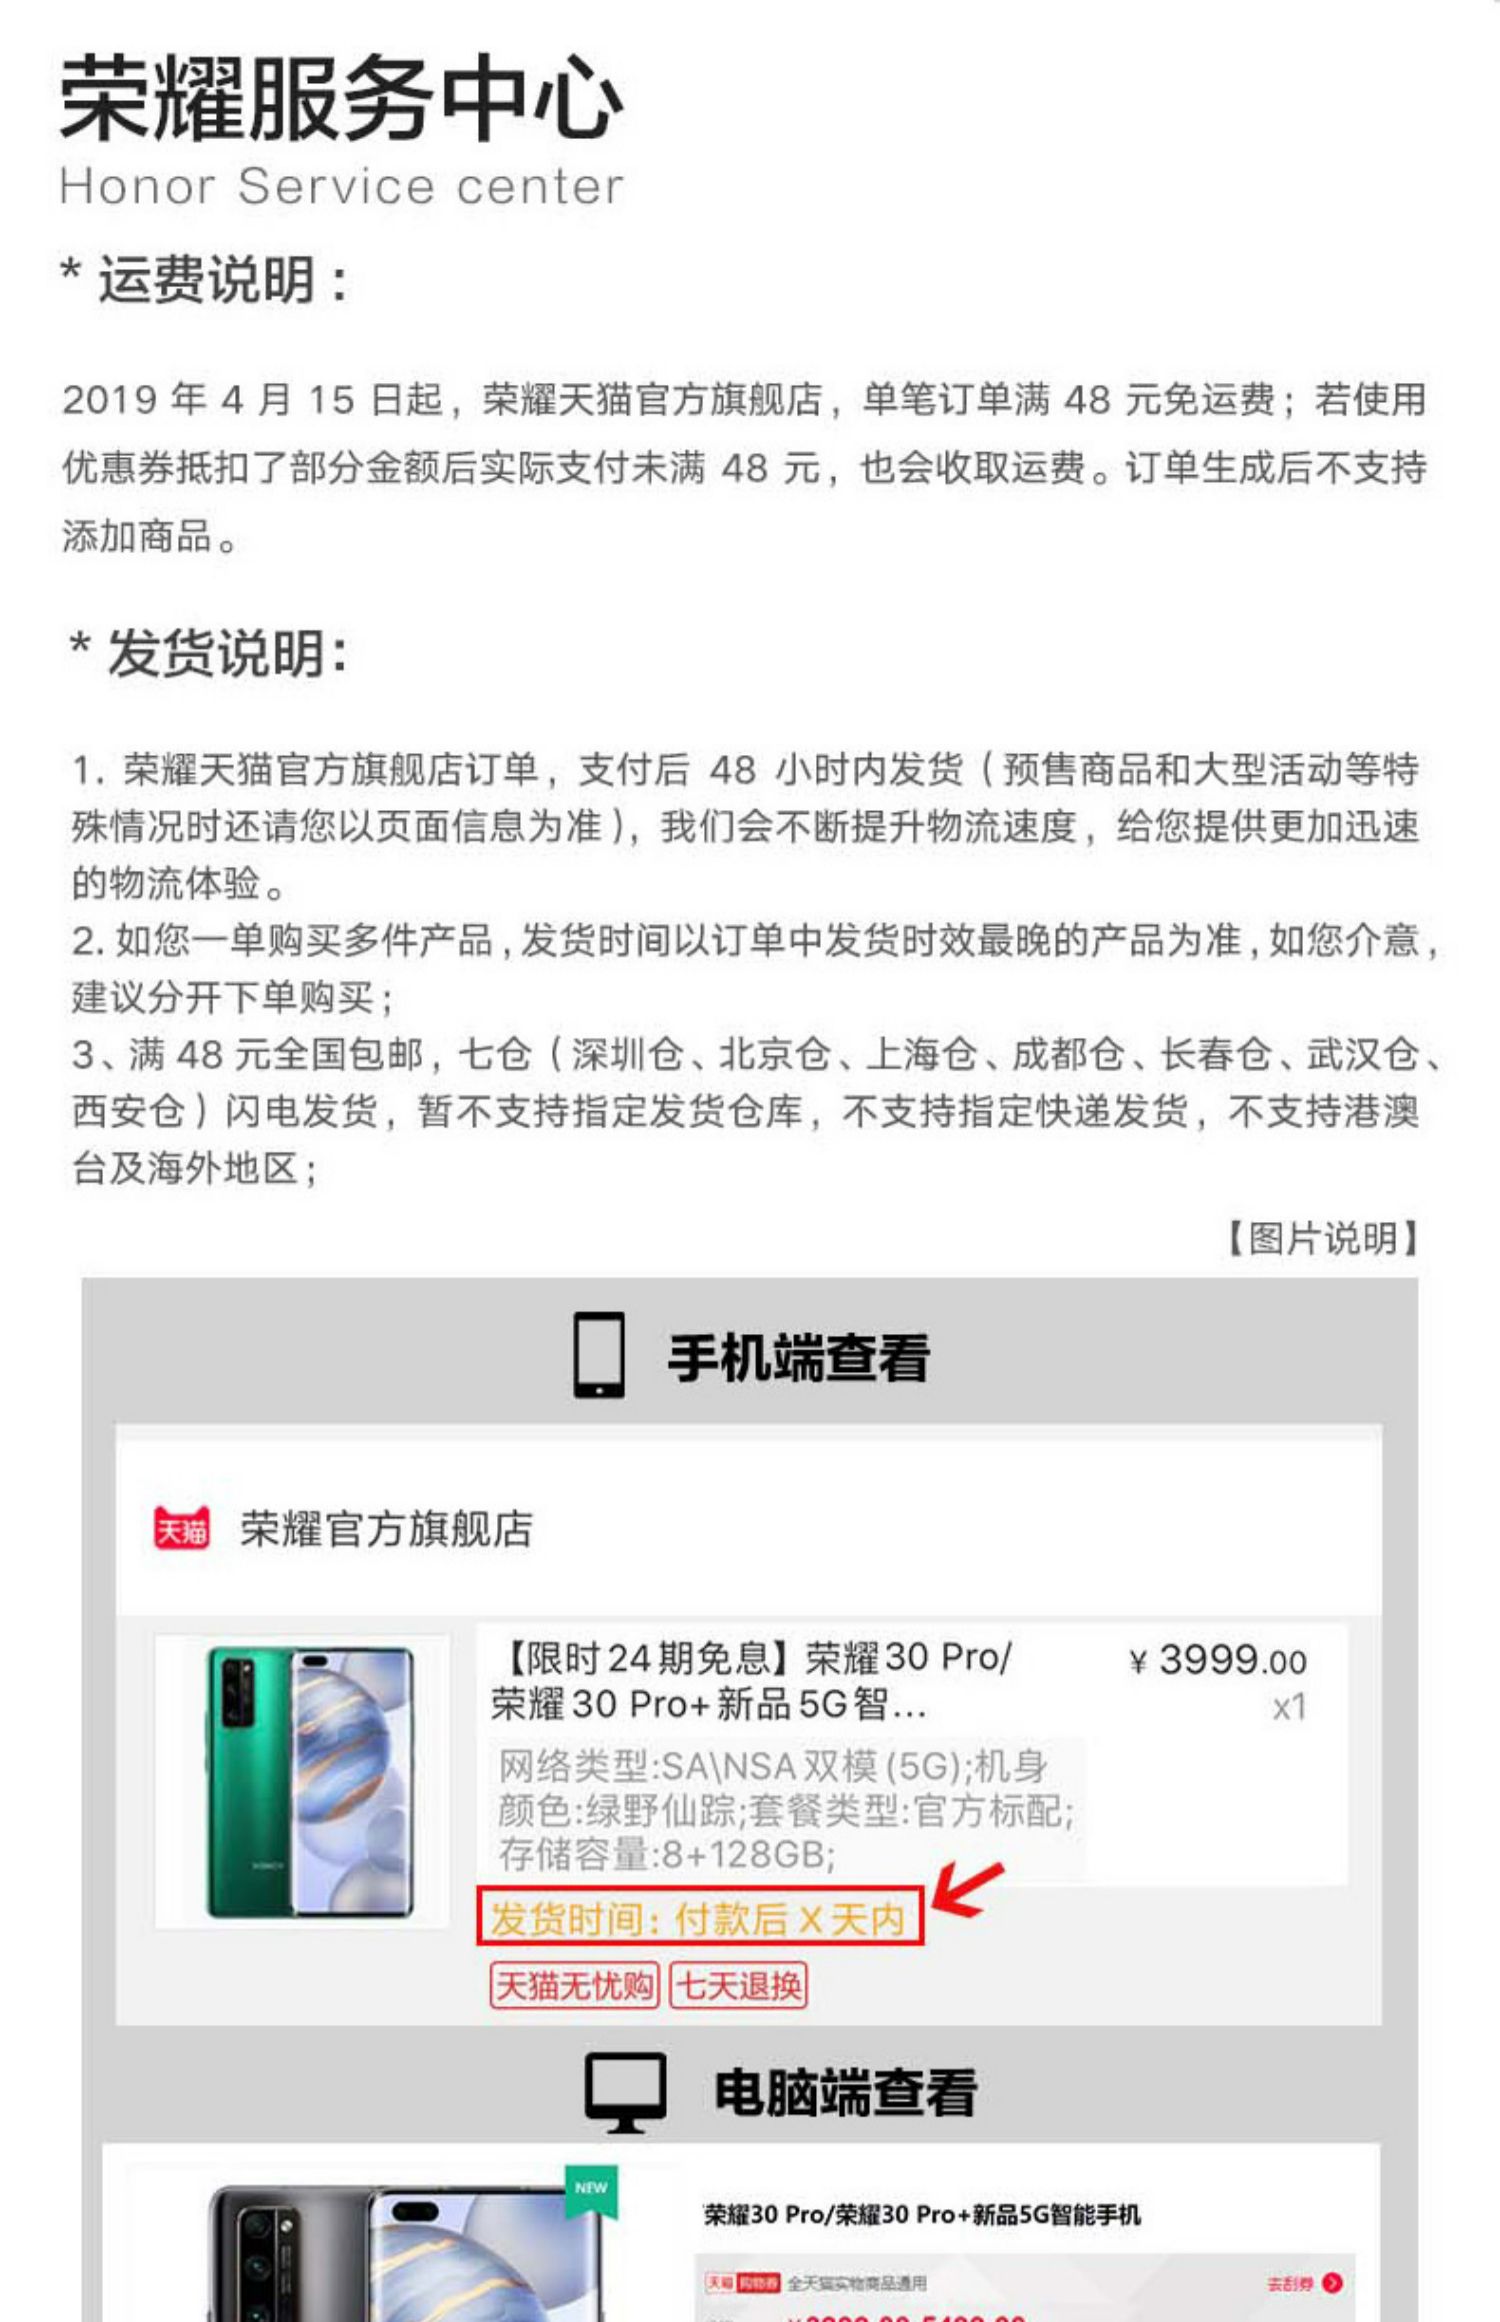 荣耀服务中心
Honor Service center
* 运费说明：
2019 年 4 月 15 日起，荣耀天猫官方旗舰店，单笔订单满 48 元免运费；若使用
优惠券抵扣了部分金额后实际支付未满 48 元，也会收取运费。订单生成后不支持
添加商品。
* 发货说明：
1. 荣耀天猫官方旗舰店订单，支付后 48 小时内发货（预售商品和大型活动等特
殊情况时还请您以页面信息为准），我们会不断提升物流速度，给您提供更加迅速
的物流体验。
2. 如您一单购买多件产品，发货时间以订单中发货时效最晚的产品为准，如您介意，
建议分开下单购买；
3、满 48 元全国包邮，七仓（深圳仓、北京仓、上海仓、成都仓、长春仓、武汉仓、
西安仓）闪电发货，暂不支持指定发货仓库，不支持指定快递发货，不支持港澳
台及海外地区；
【图片说明】
手机端查看
天猫 荣耀官方旗舰店
【限时24期免息】荣耀30 Pro/ ¥ 3999.00
荣耀30 Pro+新品5G智... x1
网络类型:SA\NSA双模(5G);机身
颜色:绿野仙踪;套餐类型:官方标配;
存储容量:8+128GB;
发货时间：付款后 X 天内
天猫无忧购 七天退换
电脑端查看
NEW
荣耀30 Pro/荣耀30 Pro+新品5G智能手机
天猫 购物券 全天猫实物商品通用 去刮券